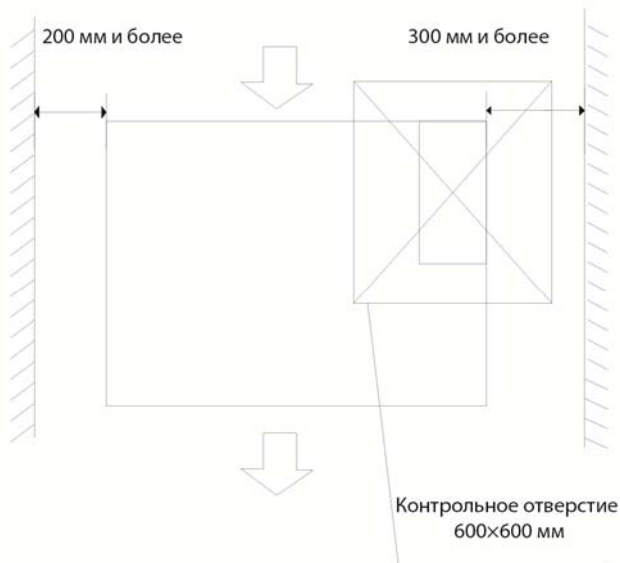 200 мм и более
300 мм и более
Контрольное отверстие
600×600 мм